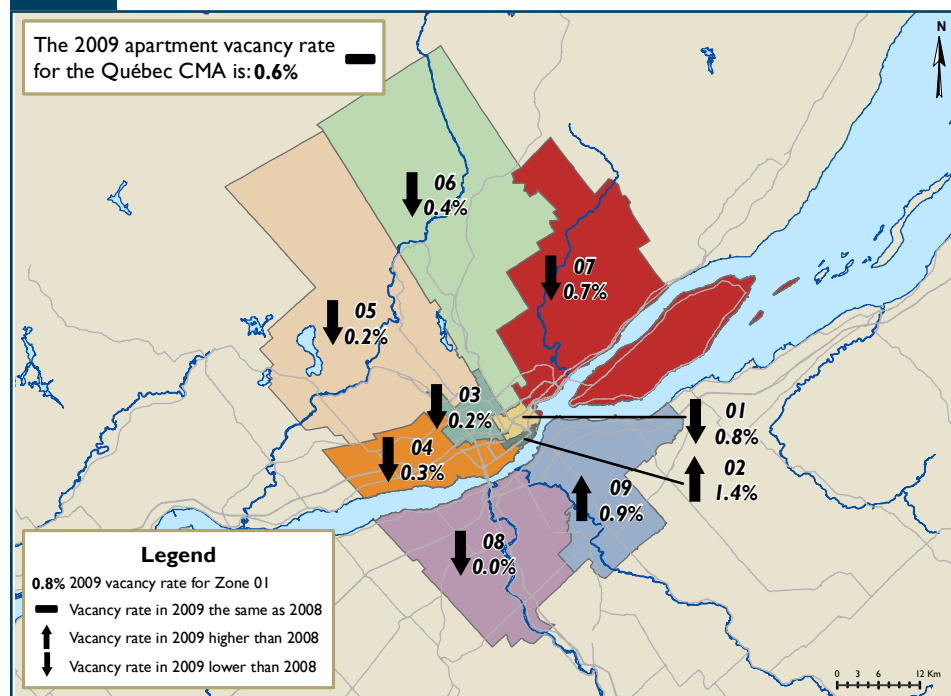 The 2009 apartment vacancy rate
for the Québec CMA is: 0.6%
N
06
0.4%
07
0.7%
05
0.2%
03
0.2%
01
0.8%
04
0.3%
02
1.4%
09
0.9%
08
0.0%
Legend
0.8% 2009 vacancy rate for Zone 01
Vacancy rate in 2009 the same as 2008
Vacancy rate in 2009 higher than 2008
Vacancy rate in 2009 lower than 2008
0 3 6 12 Km